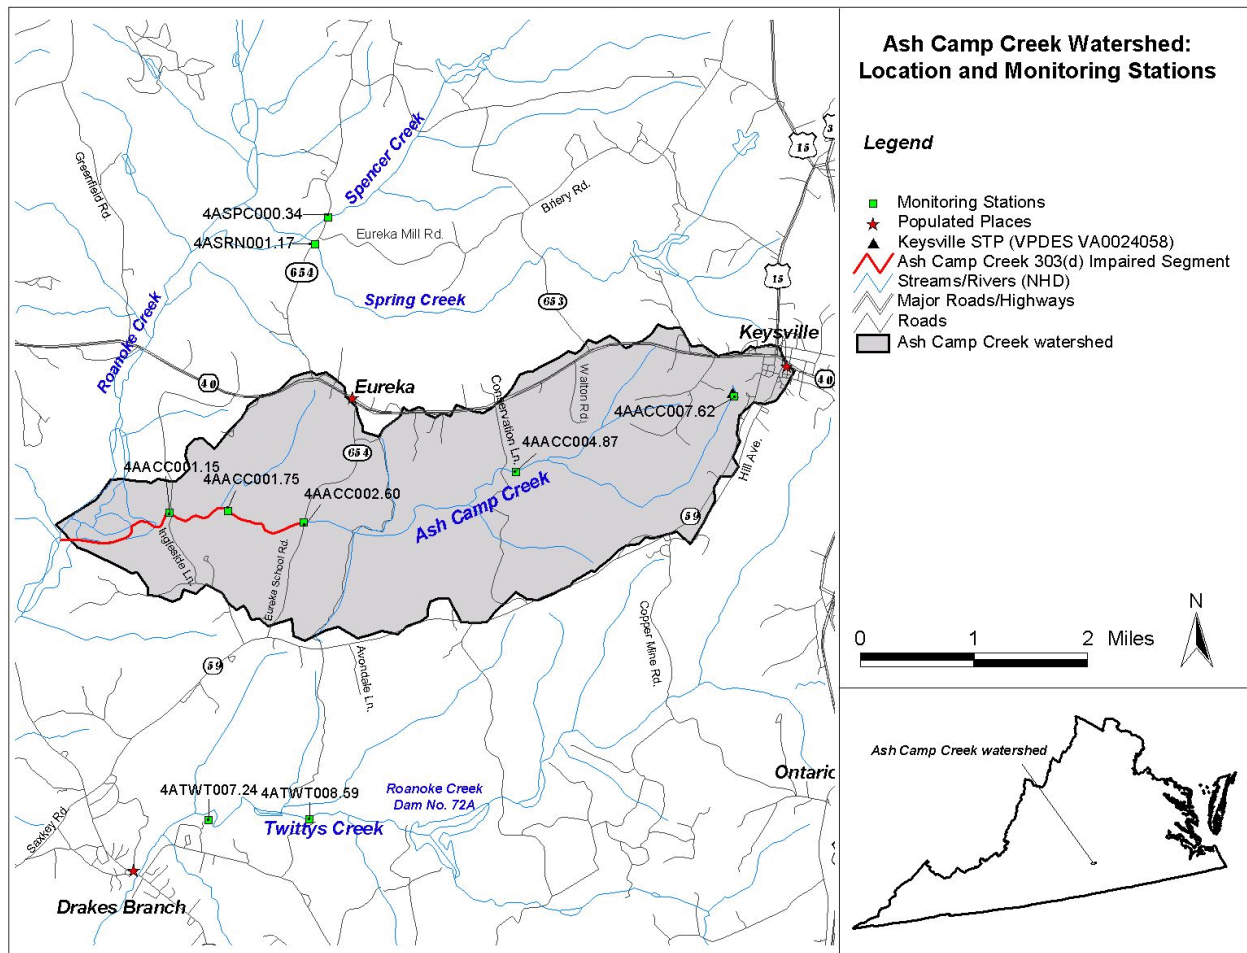 Ash Camp Creek Watershed:
Location and Monitoring Stations
Legend
Monitoring Stations
Populated Places
Keysville STP (VPDES VA0024058)
Ash Camp Creek 303(d) Impaired Segment
Streams/Rivers (NHD)
Major Roads/Highways
Roads
Ash Camp Creek watershed
N
0 1 2 Miles
Ash Camp Creek watershed
15
Greenfield Rd.
Spencer Creek
Briery Rd.
4ASPC000.34
4ASRN001.17
Eureka Mill Rd.
654
15
Spring Creek
653
Roanoke Creek
Keysville
40
Eureka
Conservation Ln.
Walton Rd.
40
4AACC007.62
654
4AACC004.87
Hill Ave.
4AACC001.15
4AACC001.75
4AACC002.60
Ash Camp Creek
59
Ingleside Ln.
Eureka School Rd.
Copper Mine Rd.
59
Avondale Ln.
Ontario
Roanoke Creek
Dam No. 72A
4ATWT007.24
4ATWT008.59
Twittys Creek
Saxkey Rd
Drakes Branch